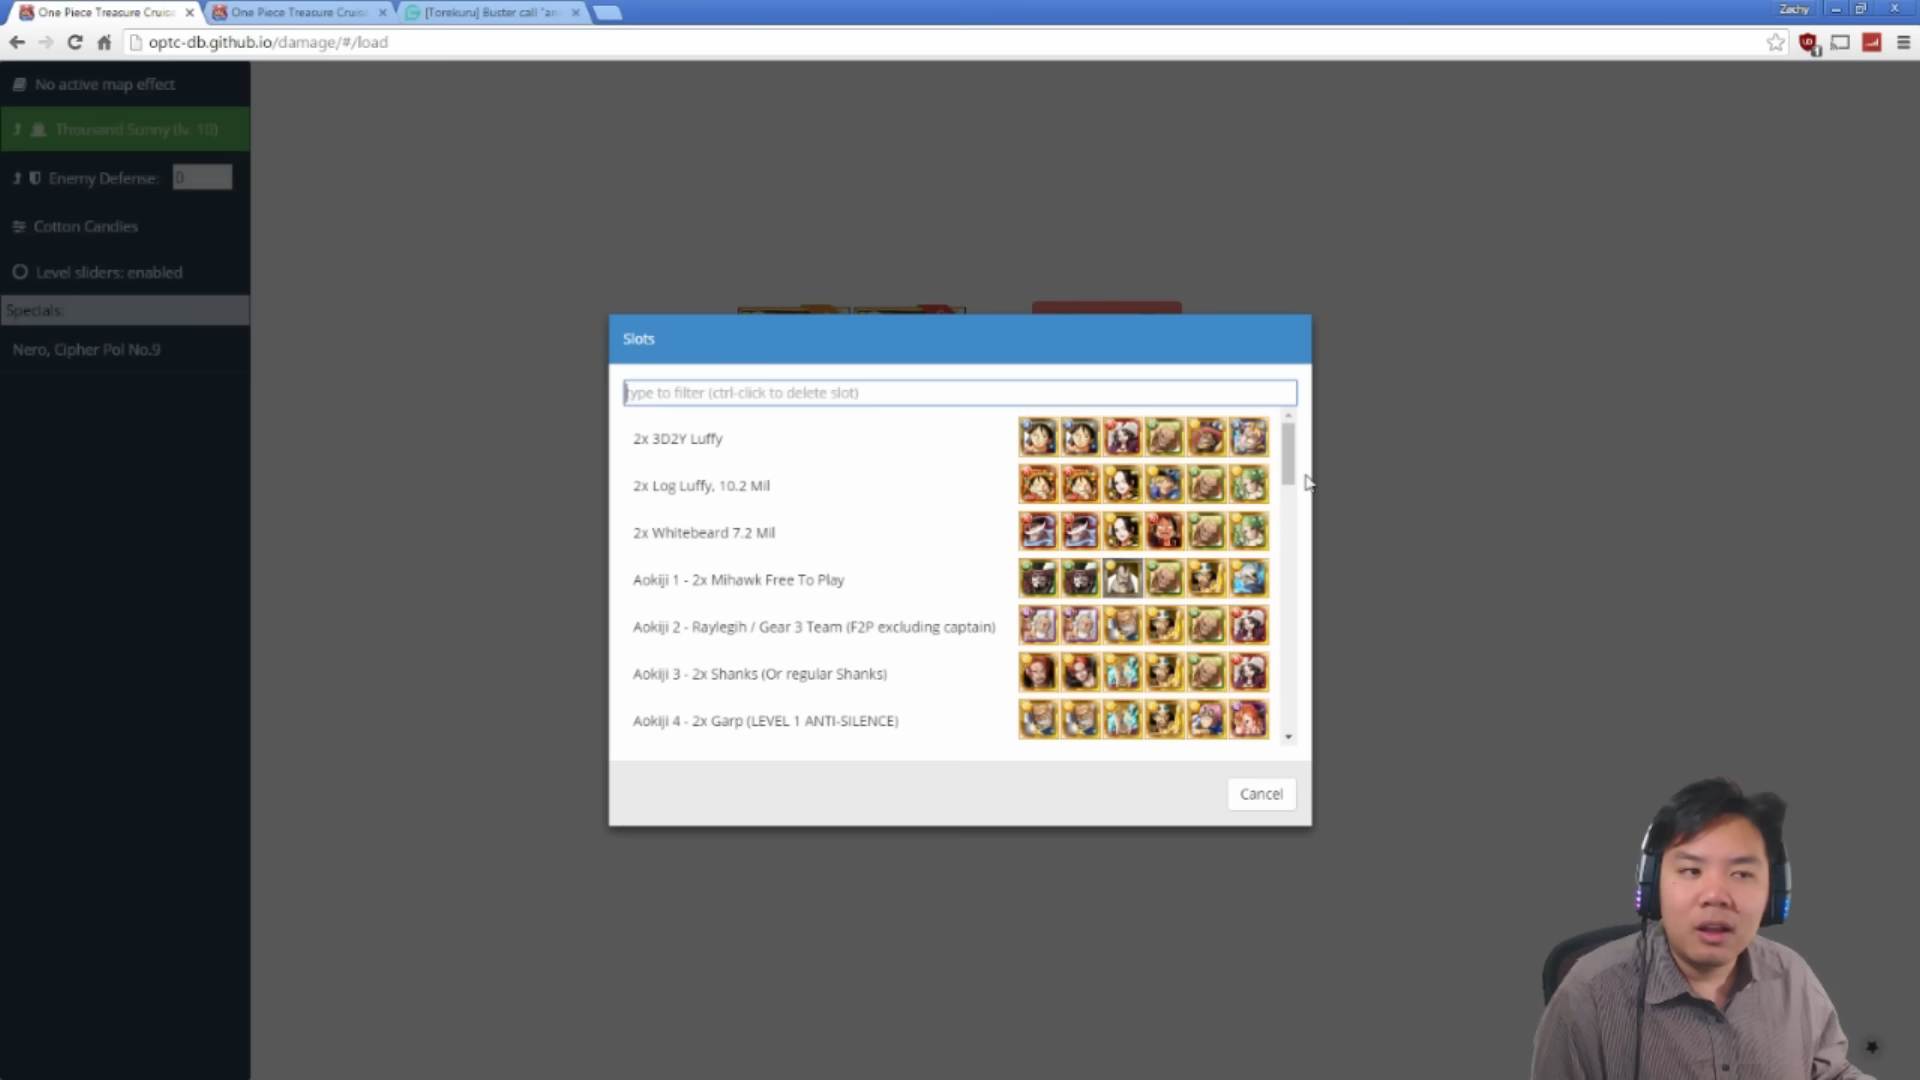 One Piece Treasure Cruis
One Piece Treasure Cruis
[Torekuru] Buster call "an
Zachy
optc-db.github.io/damage/#/load
No active map effect
Thousand Sunny (lv. 10)
Enemy Defense: 0
Cotton Candies
Level sliders: enabled
Specials:
Nero, Cipher Pol No.9
Slots
type to filter (ctrl-click to delete slot)
2x 3D2Y Luffy
2x Log Luffy, 10.2 Mil
2x Whitebeard 7.2 Mil
Aokiji 1 - 2x Mihawk Free To Play
Aokiji 2 - Raylegih / Gear 3 Team (F2P excluding captain)
Aokiji 3 - 2x Shanks (Or regular Shanks)
Aokiji 4 - 2x Garp (LEVEL 1 ANTI-SILENCE)
Cancel